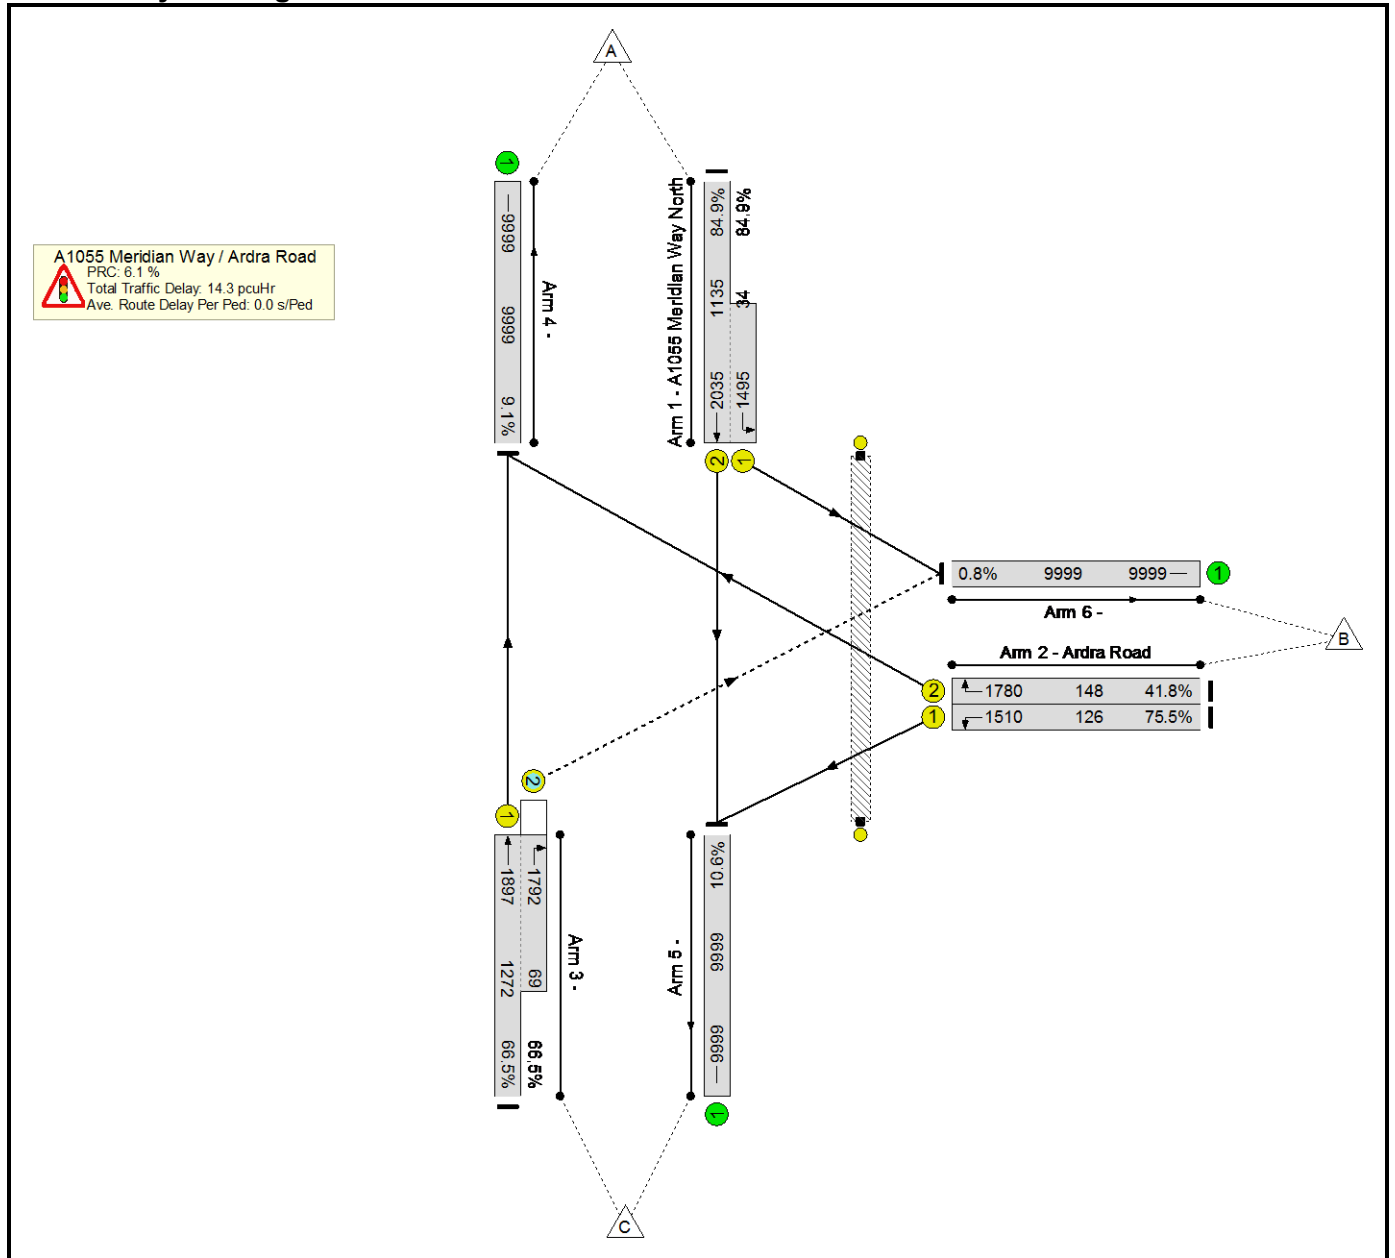 A
A1055 Meridian Way / Ardra Road
PRC: 6.1 %
Total Traffic Delay: 14.3 pcuHr
Ave. Route Delay Per Ped: 0.0 s/Ped
1
9999 9999 9.1%
Arm 4 -
Arm 1 - A1055 Meridian Way North
84.9% 1135 2035
84.9% 34 1495
2 1
0.8% 9999 9999 1
Arm 6 -
B
Arm 2 - Ardra Road
2 1780 148 41.8%
1 1510 126 75.5%
2
1
1897 1272 66.5%
1792 69 66.5%
Arm 3 -
Arm 5 -
10.6% 9999 9999
1
C